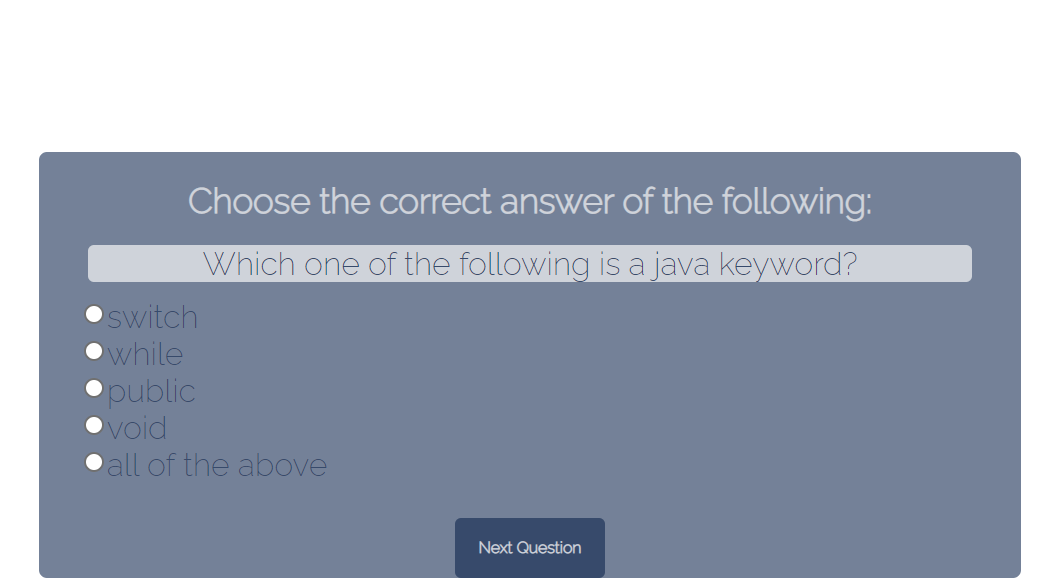 Choose the correct answer of the following:
Which one of the following is a java keyword?
switch
while
public
void
all of the above
Next Question